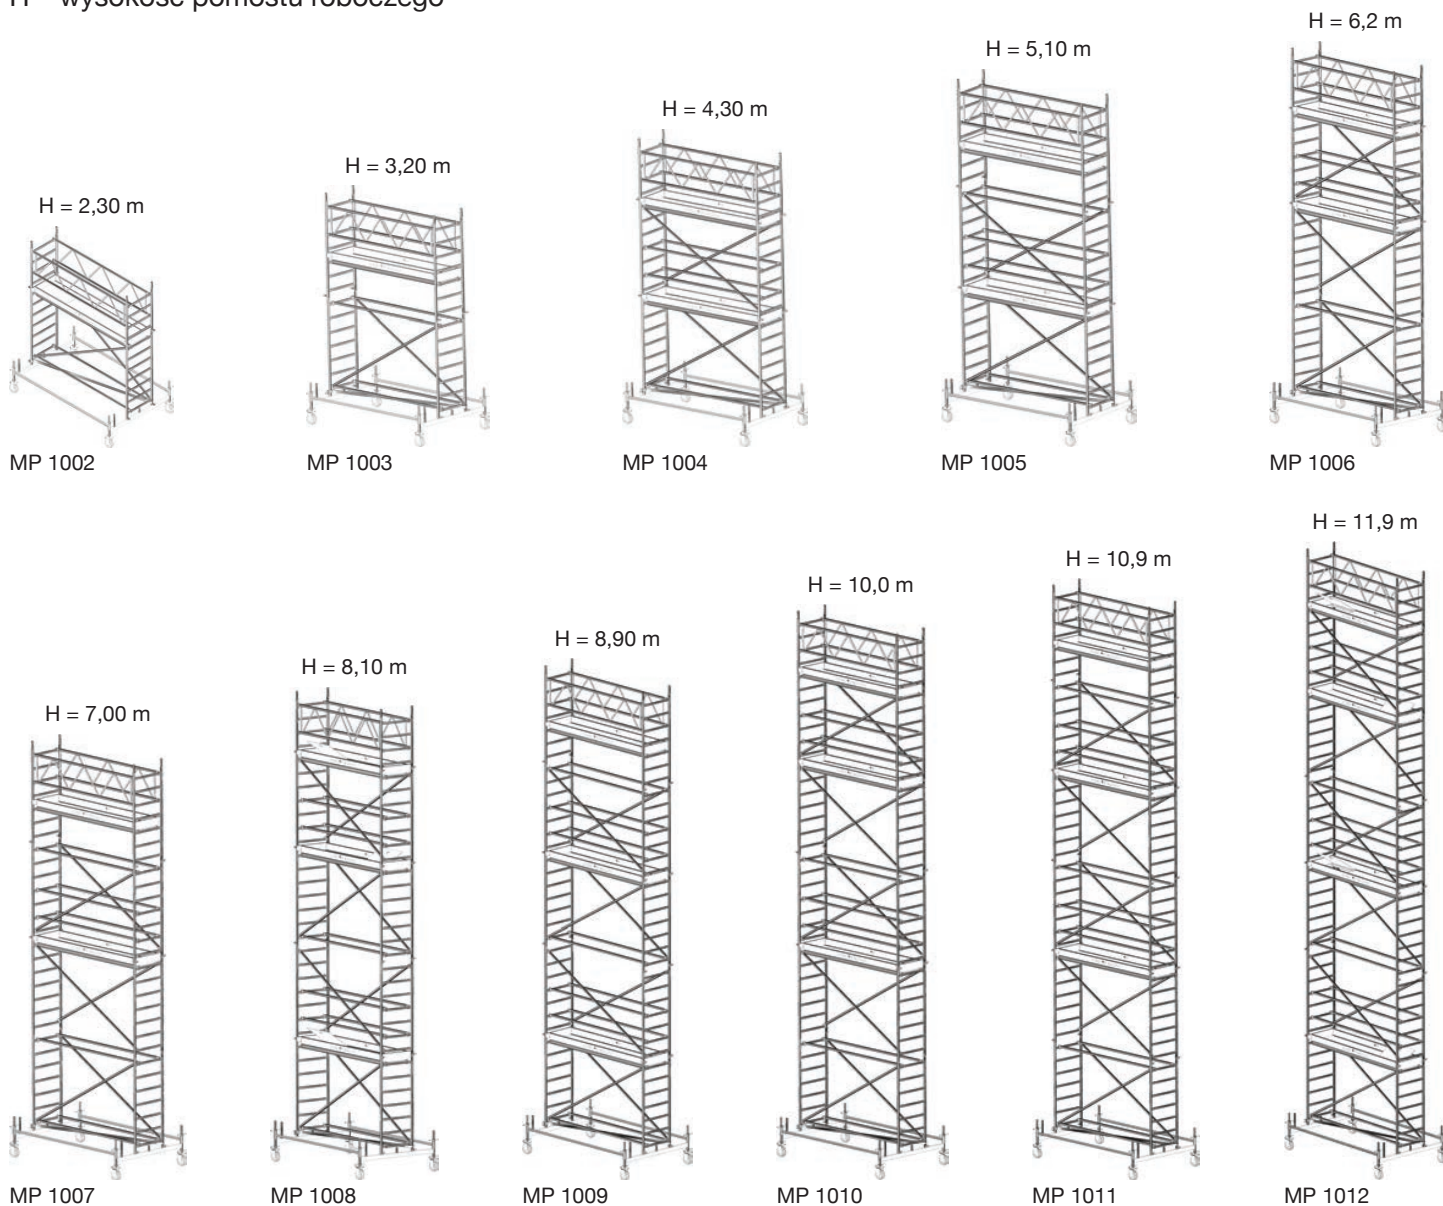 H – wysokość pomostu roboczego
H = 6,2 m
H = 5,10 m
H = 4,30 m
H = 3,20 m
H = 2,30 m
MP 1002
MP 1003
MP 1004
MP 1005
MP 1006
H = 11,9 m
H = 10,9 m
H = 10,0 m
H = 8,90 m
H = 8,10 m
H = 7,00 m
MP 1007
MP 1008
MP 1009
MP 1010
MP 1011
MP 1012